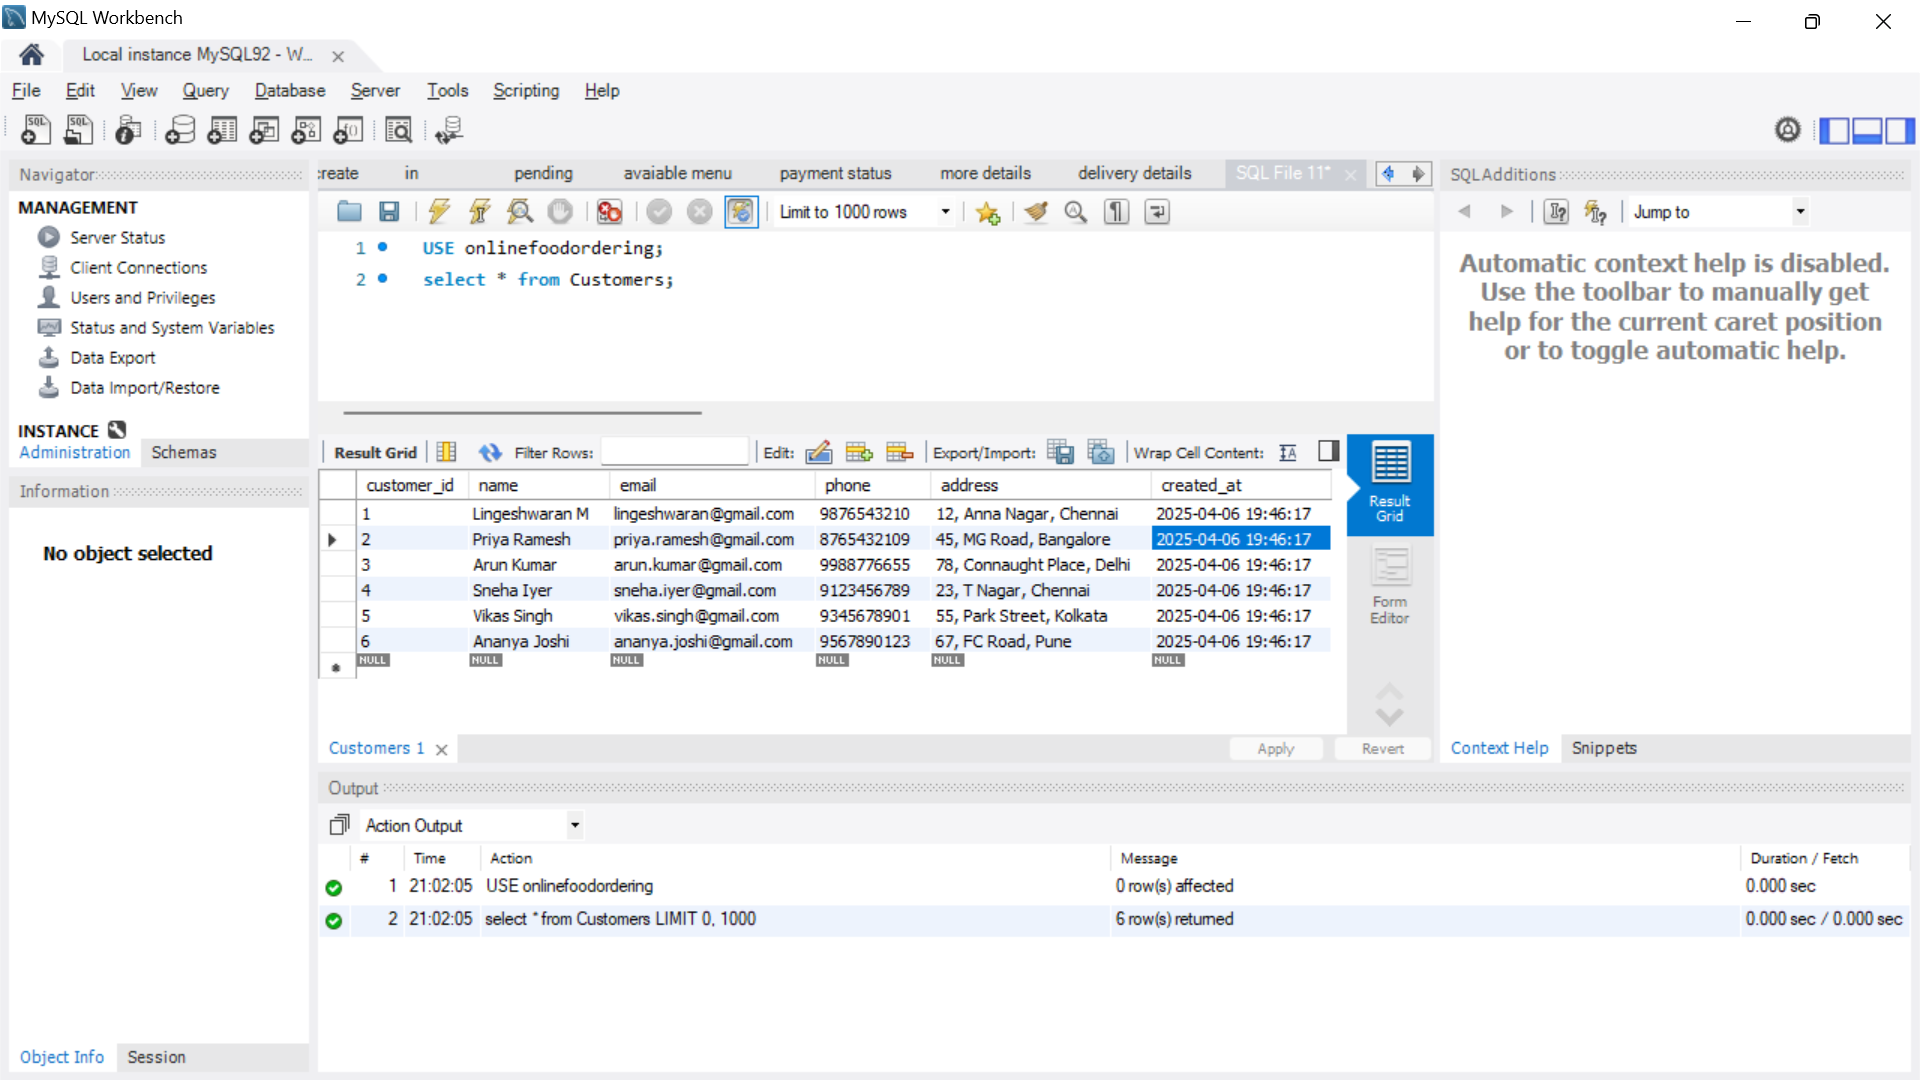 MySQL Workbench
Local instance MySQL92 - W...
File Edit View Query Database Server Tools Scripting Help
Navigator
MANAGEMENT
Server Status
Client Connections
Users and Privileges
Status and System Variables
Data Export
Data Import/Restore
INSTANCE
Administration Schemas
Information
No object selected
Object Info Session
create in pending avaiable menu payment status more details delivery details SQL File 11*
Limit to 1000 rows
1 USE onlinefoodordering;
2 select * from Customers;
Result Grid Filter Rows: Edit: Export/Import: Wrap Cell Content:
customer_id name email phone address created_at
1 Lingeshwaran M lingeshwaran@gmail.com 9876543210 12, Anna Nagar, Chennai 2025-04-06 19:46:17
2 Priya Ramesh priya.ramesh@gmail.com 8765432109 45, MG Road, Bangalore 2025-04-06 19:46:17
3 Arun Kumar arun.kumar@gmail.com 9988776655 78, Connaught Place, Delhi 2025-04-06 19:46:17
4 Sneha Iyer sneha.iyer@gmail.com 9123456789 23, T Nagar, Chennai 2025-04-06 19:46:17
5 Vikas Singh vikas.singh@gmail.com 9345678901 55, Park Street, Kolkata 2025-04-06 19:46:17
6 Ananya Joshi ananya.joshi@gmail.com 9567890123 67, FC Road, Pune 2025-04-06 19:46:17
NULL NULL NULL NULL NULL NULL
Result
Grid
Form
Editor
Customers 1 Apply Revert
SQLAdditions
Jump to
Automatic context help is disabled.
Use the toolbar to manually get
help for the current caret position
or to toggle automatic help.
Context Help Snippets
Output
Action Output
# Time Action Message Duration / Fetch
1 21:02:05 USE onlinefoodordering 0 row(s) affected 0.000 sec
2 21:02:05 select * from Customers LIMIT 0, 1000 6 row(s) returned 0.000 sec / 0.000 sec